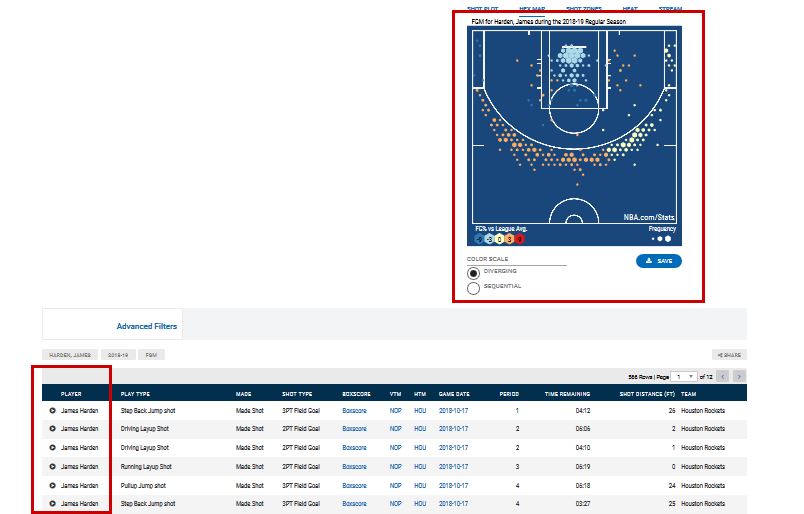 SHOT PLOT HEX MAP SHOT ZONES HEAT STREAM
FGM for Harden, James during the 2018-19 Regular Season
NBA.com/Stats
FG% vs League Avg. Frequency
COLOR SCALE
SAVE
DIVERGING
SEQUENTIAL
Advanced Filters
HARDEN, JAMES 2018-19 FGM SHARE
566 Rows | Page 1 of 12
PLAYER PLAY TYPE MADE SHOT TYPE BOXSCORE VTM HTM GAME DATE PERIOD TIME REMAINING SHOT DISTANCE (FT) TEAM
James Harden Step Back Jump shot Made Shot 3PT Field Goal Boxscore NOP HOU 2018-10-17 1 04:12 26 Houston Rockets
James Harden Driving Layup Shot Made Shot 2PT Field Goal Boxscore NOP HOU 2018-10-17 2 06:06 2 Houston Rockets
James Harden Driving Layup Shot Made Shot 2PT Field Goal Boxscore NOP HOU 2018-10-17 2 04:10 1 Houston Rockets
James Harden Running Layup Shot Made Shot 2PT Field Goal Boxscore NOP HOU 2018-10-17 3 06:19 0 Houston Rockets
James Harden Pullup Jump shot Made Shot 3PT Field Goal Boxscore NOP HOU 2018-10-17 4 06:18 24 Houston Rockets
James Harden Step Back Jump shot Made Shot 3PT Field Goal Boxscore NOP HOU 2018-10-17 4 03:27 25 Houston Rockets